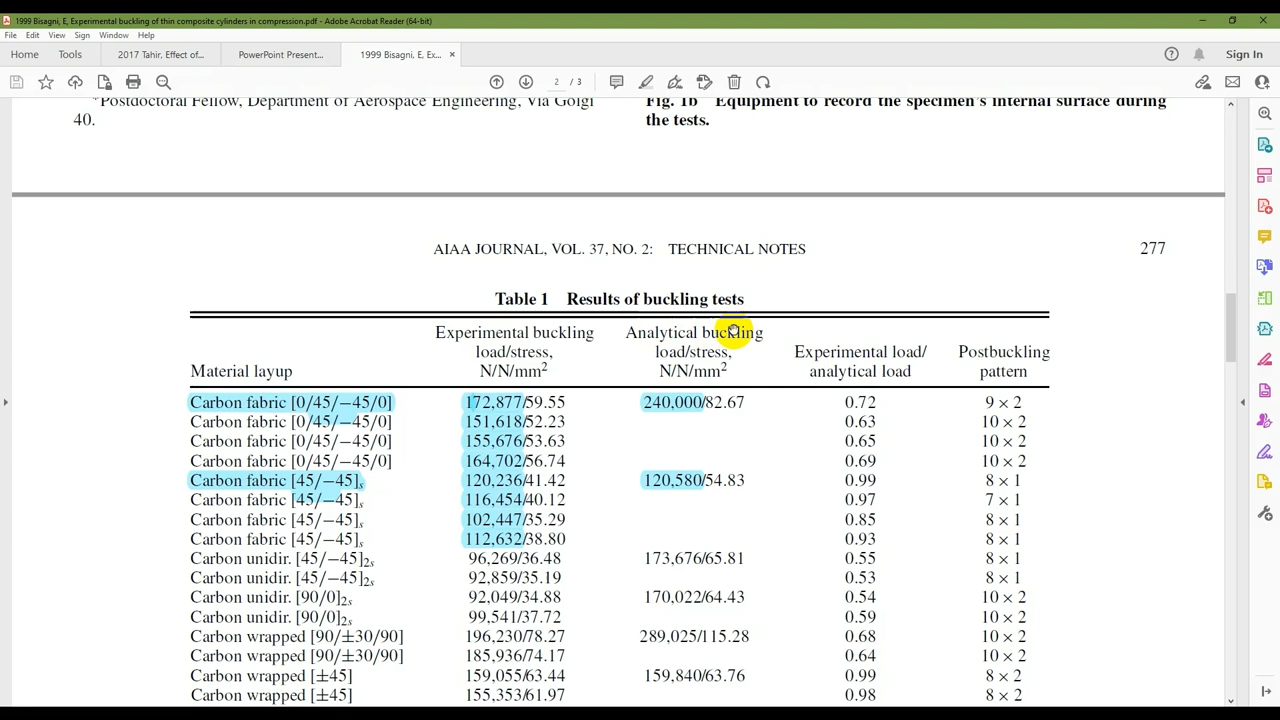 1999 Bisagni, E, Experimental buckling of thin composite cylinders in compression.pdf - Adobe Acrobat Reader (64-bit)
File Edit View Sign Window Help
Home Tools 2017 Tahir, Effect of... PowerPoint Present... 1999 Bisagni, E, Ex... × Sign In
2 / 3
*Postdoctoral Fellow, Department of Aerospace Engineering, Via Golgi
40.
Fig. 1b Equipment to record the specimen's internal surface during
the tests.
AIAA JOURNAL, VOL. 37, NO. 2: TECHNICAL NOTES 277
Table 1 Results of buckling tests
Experimental buckling Analytical buckling
load/stress, load/stress, Experimental load/ Postbuckling
Material layup N/N/mm² N/N/mm² analytical load pattern
Carbon fabric [0/45/−45/0] 172,877/59.55 240,000/82.67 0.72 9 × 2
Carbon fabric [0/45/−45/0] 151,618/52.23 0.63 10 × 2
Carbon fabric [0/45/−45/0] 155,676/53.63 0.65 10 × 2
Carbon fabric [0/45/−45/0] 164,702/56.74 0.69 10 × 2
Carbon fabric [45/−45]s 120,236/41.42 120,580/54.83 0.99 8 × 1
Carbon fabric [45/−45]s 116,454/40.12 0.97 7 × 1
Carbon fabric [45/−45]s 102,447/35.29 0.85 8 × 1
Carbon fabric [45/−45]s 112,632/38.80 0.93 8 × 1
Carbon unidir. [45/−45]2s 96,269/36.48 173,676/65.81 0.55 8 × 1
Carbon unidir. [45/−45]2s 92,859/35.19 0.53 8 × 1
Carbon unidir. [90/0]2s 92,049/34.88 170,022/64.43 0.54 10 × 2
Carbon unidir. [90/0]2s 99,541/37.72 0.59 10 × 2
Carbon wrapped [90/±30/90] 196,230/78.27 289,025/115.28 0.68 10 × 2
Carbon wrapped [90/±30/90] 185,936/74.17 0.64 10 × 2
Carbon wrapped [±45] 159,055/63.44 159,840/63.76 0.99 8 × 2
Carbon wrapped [±45] 155,353/61.97 0.98 8 × 2